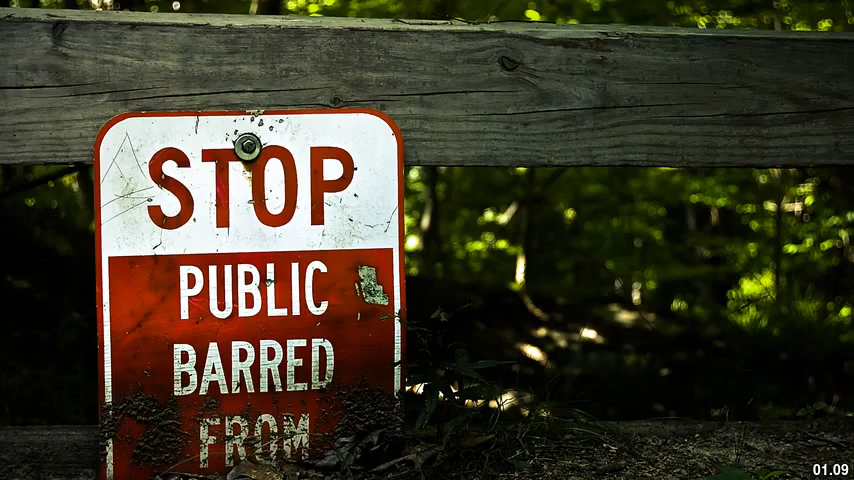 STOP
PUBLIC
BARRED
FROM
01.09